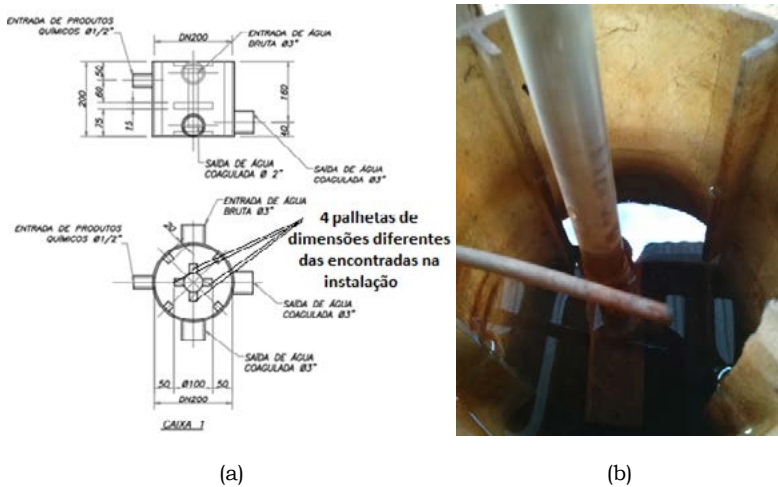 ENTRADA DE PRODUTOS
QUÍMICOS Ø1/2"
DN200
ENTRADA DE ÁGUA
BRUTA Ø3"
200
50
60
75
15
160
40
SAÍDA DE ÁGUA
COAGULADA Ø 2"
SAÍDA DE ÁGUA
COAGULADA Ø3"
ENTRADA DE ÁGUA
BRUTA Ø3"
ENTRADA DE PRODUTOS
QUÍMICOS Ø1/2"
20
4 palhetas de
dimensões diferentes
das encontradas na
instalação
SAÍDA DE ÁGUA
COAGULADA Ø3"
SAÍDA DE ÁGUA
COAGULADA Ø3"
50
Ø100
50
DN200
CAIXA 1
(a)
(b)